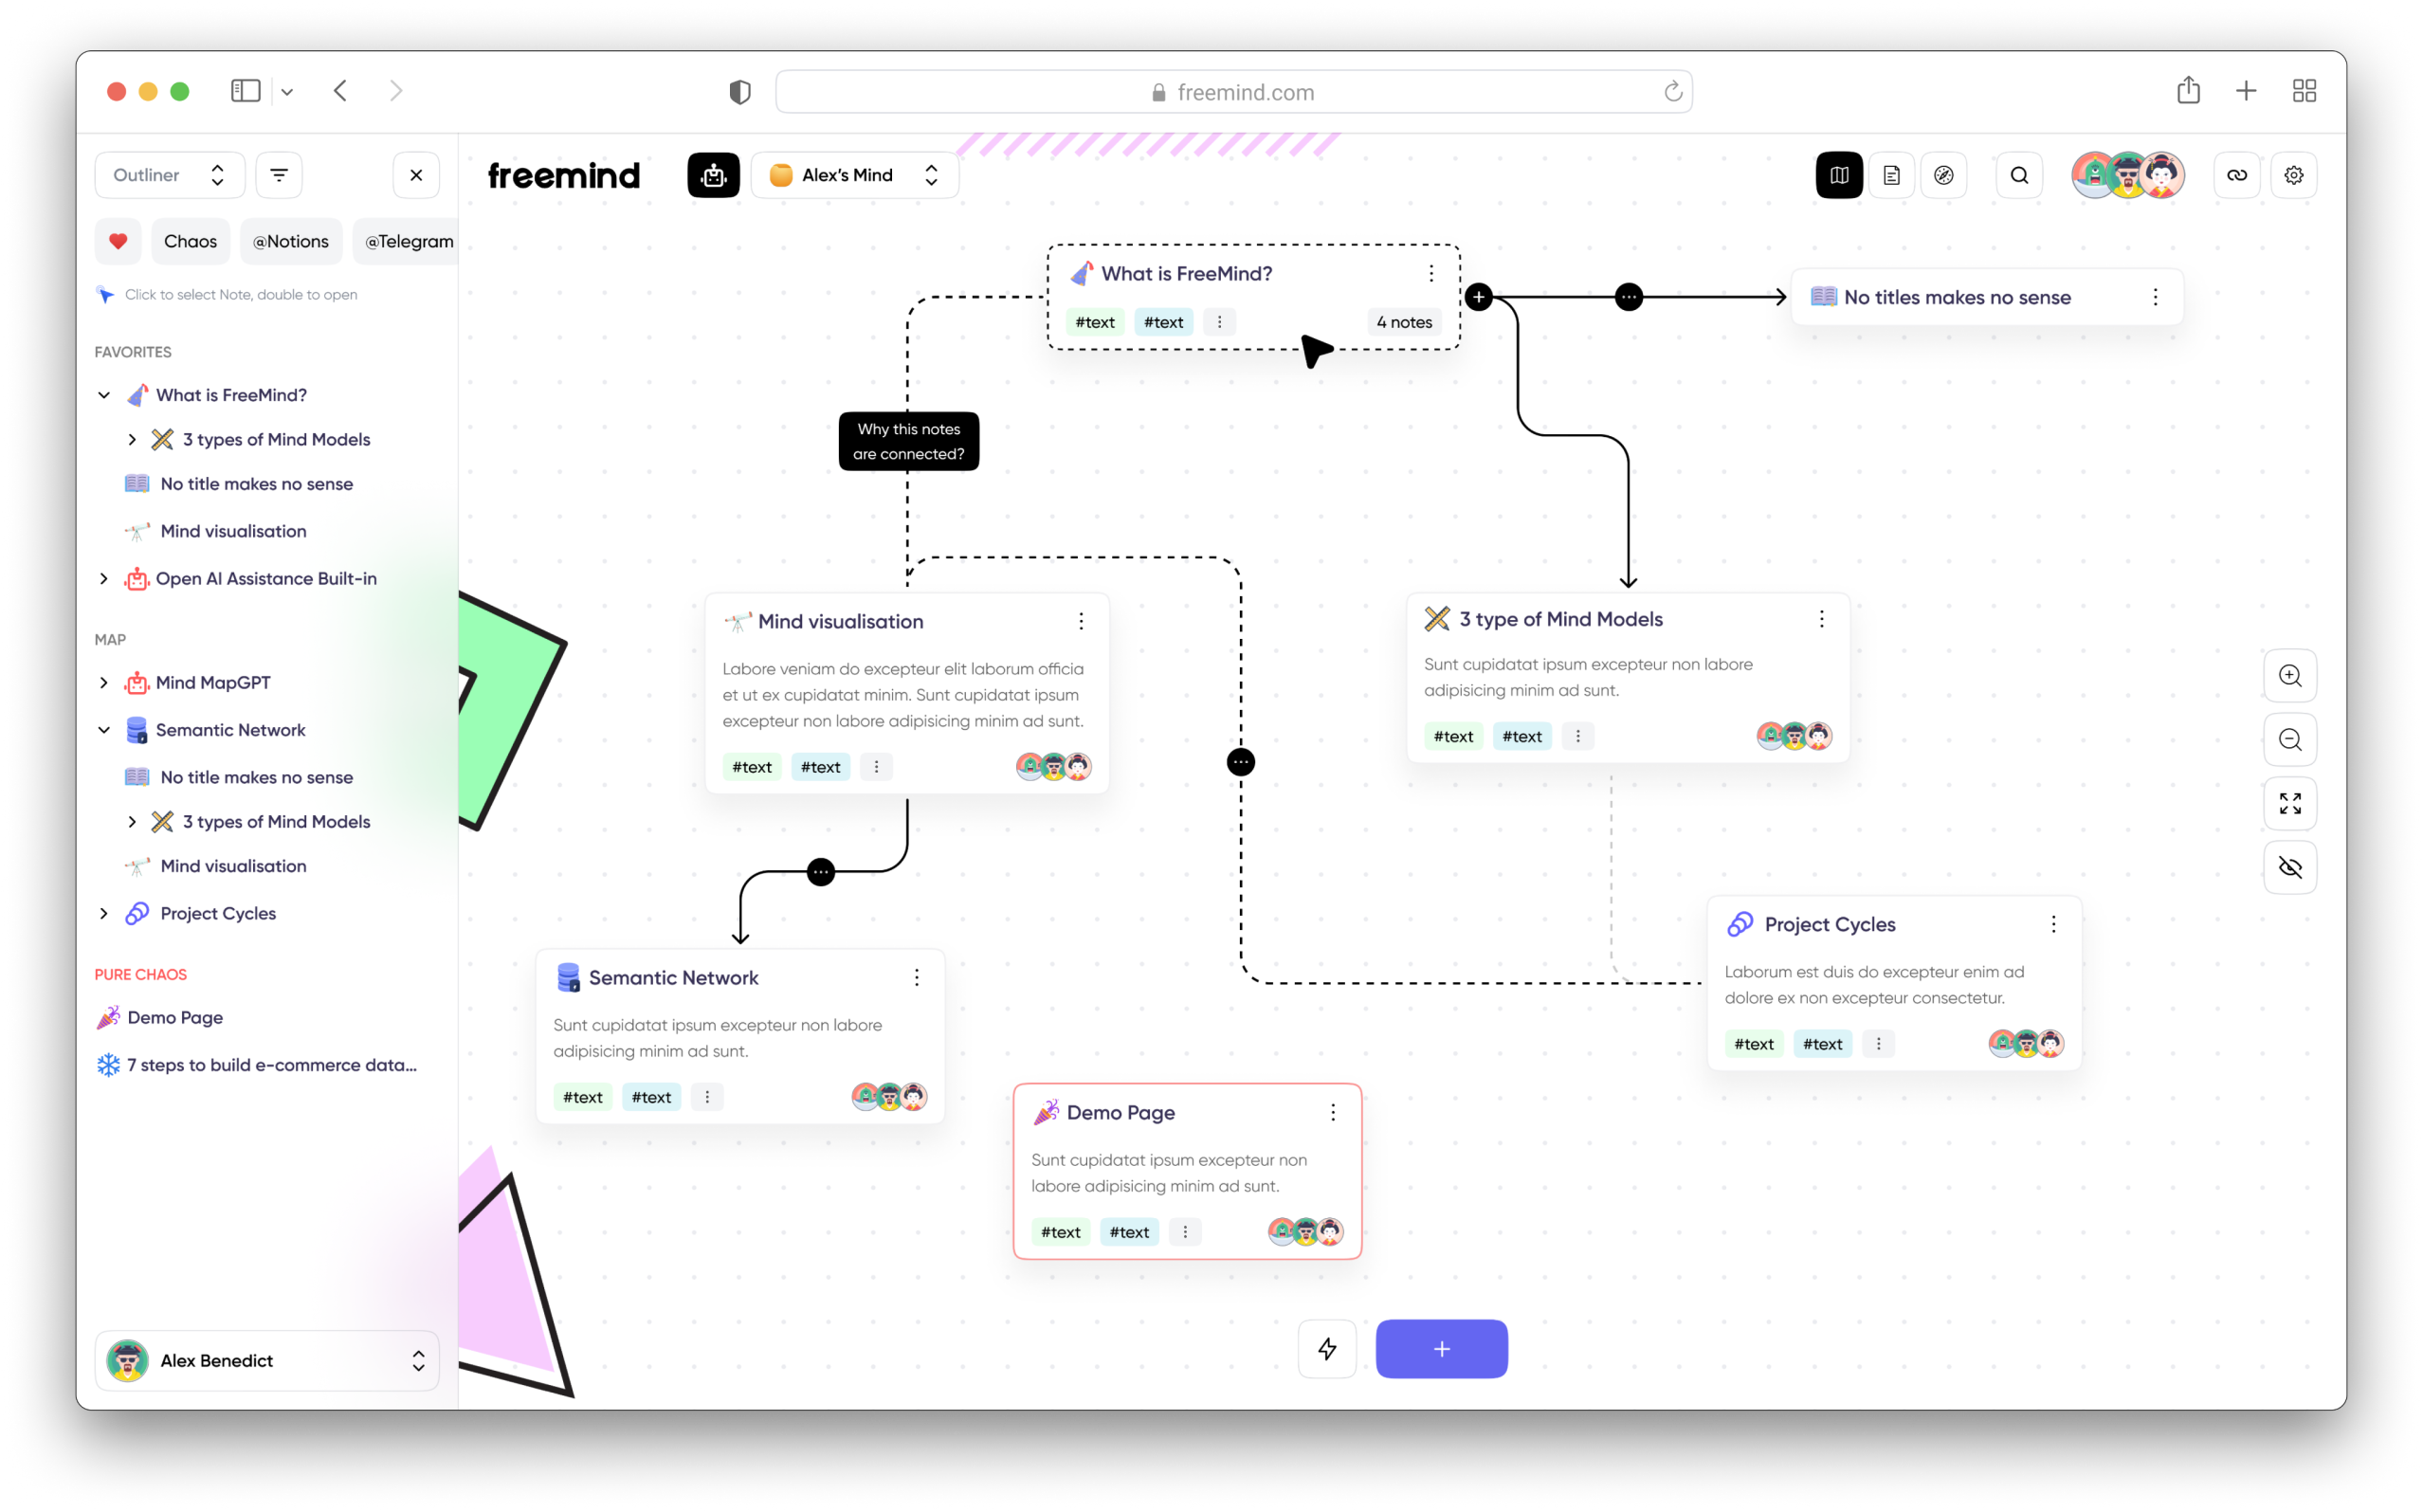 freemind.com
Outliner
Chaos
@Notions
@Telegram
Click to select Note, double to open
FAVORITES
What is FreeMind?
3 types of Mind Models
No title makes no sense
Mind visualisation
Open AI Assistance Built-in
MAP
Mind MapGPT
Semantic Network
No title makes no sense
3 types of Mind Models
Mind visualisation
Project Cycles
PURE CHAOS
Demo Page
7 steps to build e-commerce data...
Alex Benedict
freemind
Alex's Mind
What is FreeMind?
#text
#text
4 notes
No titles makes no sense
Why this notes
are connected?
Mind visualisation
Labore veniam do excepteur elit laborum officia
et ut ex cupidatat minim. Sunt cupidatat ipsum
excepteur non labore adipisicing minim ad sunt.
#text
#text
3 type of Mind Models
Sunt cupidatat ipsum excepteur non labore
adipisicing minim ad sunt.
#text
#text
Semantic Network
Sunt cupidatat ipsum excepteur non labore
adipisicing minim ad sunt.
#text
#text
Project Cycles
Laborum est duis do excepteur enim ad
dolore ex non excepteur consectetur.
#text
#text
Demo Page
Sunt cupidatat ipsum excepteur non
labore adipisicing minim ad sunt.
#text
#text